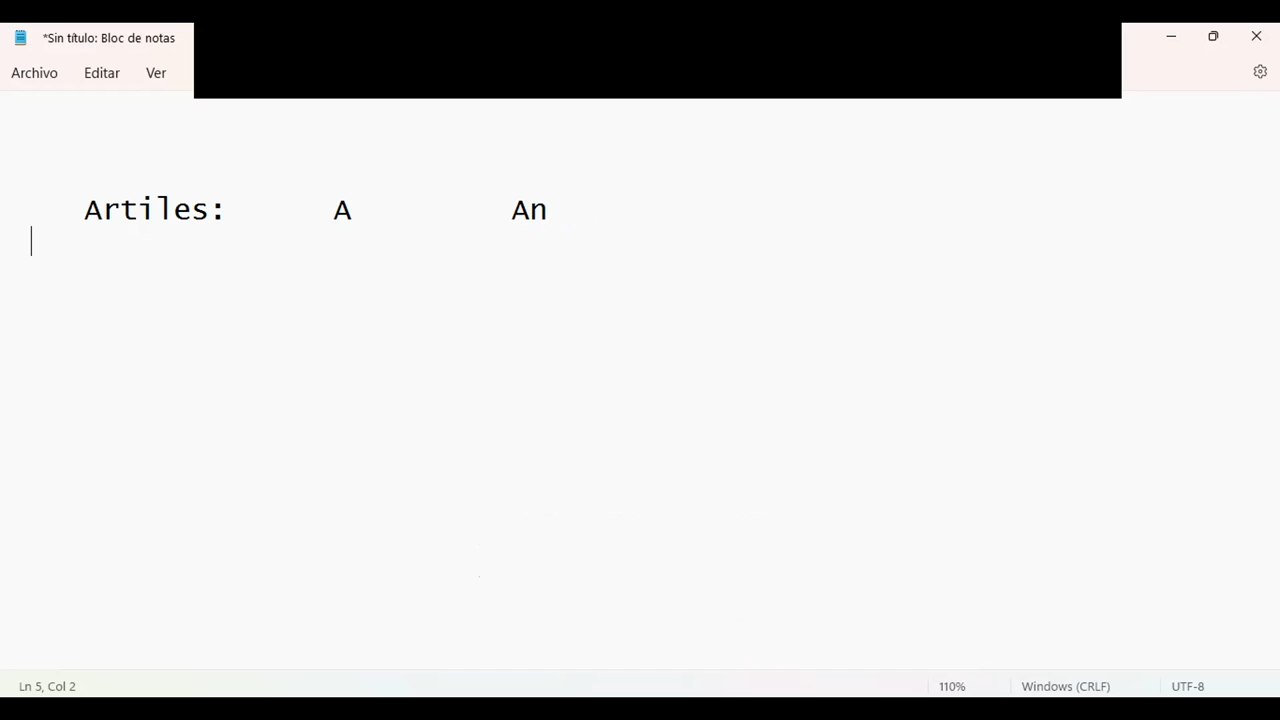 *Sin título: Bloc de notas
Archivo Editar Ver
Artiles: A An
Ln 5, Col 2 110% Windows (CRLF) UTF-8